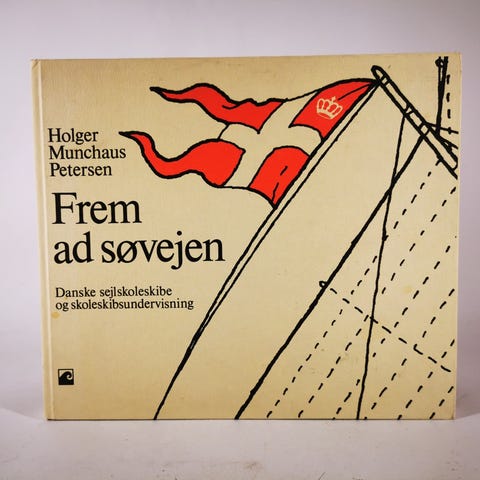 Holger
Munchaus
Petersen
Frem
ad søvejen
Danske sejlskoleskibe
og skoleskibsundervisning